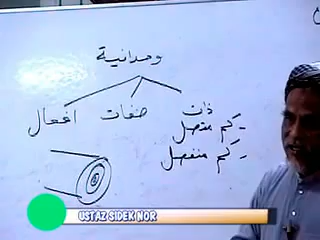 وحدانية
ذات صفات افعال
- كم متصل
- كم منفصل
USTAZ SIDEK NOR